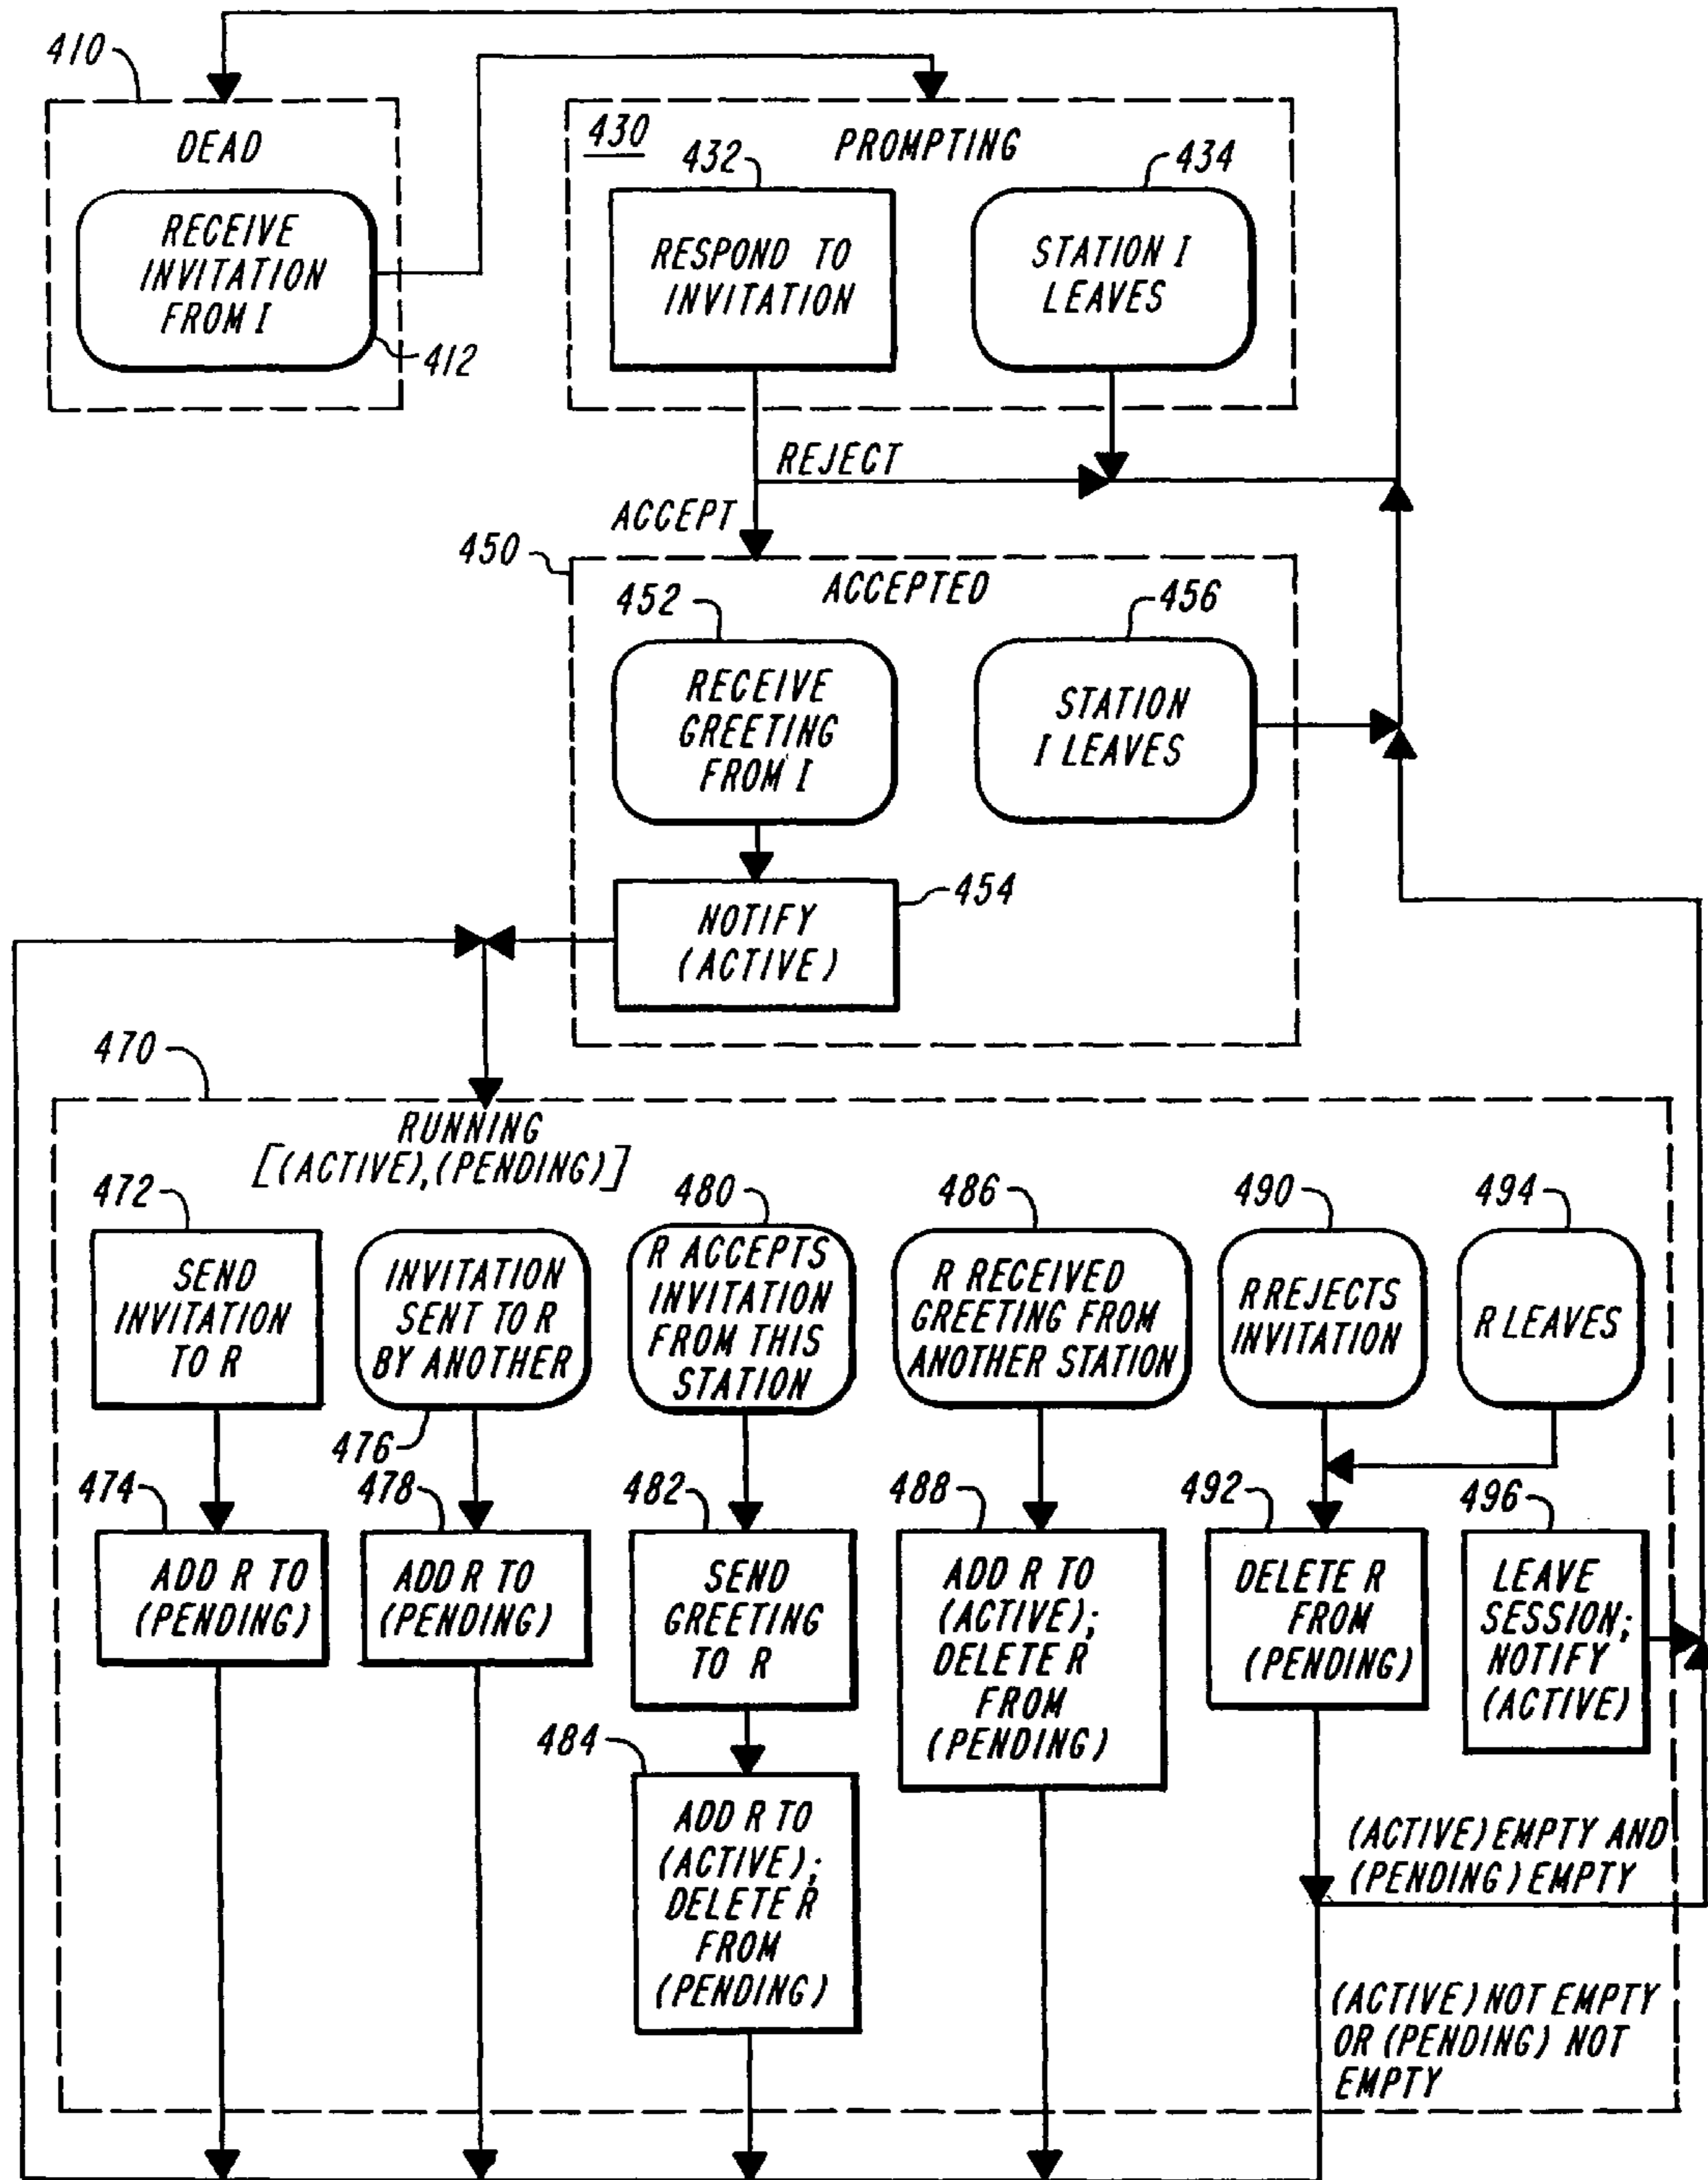 410
DEAD
RECEIVE
INVITATION
FROM I
412
430
PROMPTING
432
434
RESPOND TO
INVITATION
STATION I
LEAVES
REJECT
ACCEPT
450
ACCEPTED
452
456
RECEIVE
GREETING
FROM I
STATION
I LEAVES
454
NOTIFY
(ACTIVE)
470
RUNNING
[(ACTIVE),(PENDING)]
472
SEND
INVITATION
TO R
474
ADD R TO
(PENDING)
INVITATION
SENT TO R
BY ANOTHER
476
478
ADD R TO
(PENDING)
480
R ACCEPTS
INVITATION
FROM THIS
STATION
482
SEND
GREETING
TO R
484
ADD R TO
(ACTIVE);
DELETE R
FROM
(PENDING)
486
R RECEIVED
GREETING FROM
ANOTHER STATION
488
ADD R TO
(ACTIVE);
DELETE R
FROM
(PENDING)
490
R REJECTS
INVITATION
492
DELETE R
FROM
(PENDING)
494
R LEAVES
496
LEAVE
SESSION;
NOTIFY
(ACTIVE)
(ACTIVE) EMPTY AND
(PENDING) EMPTY
(ACTIVE) NOT EMPTY
OR (PENDING) NOT
EMPTY